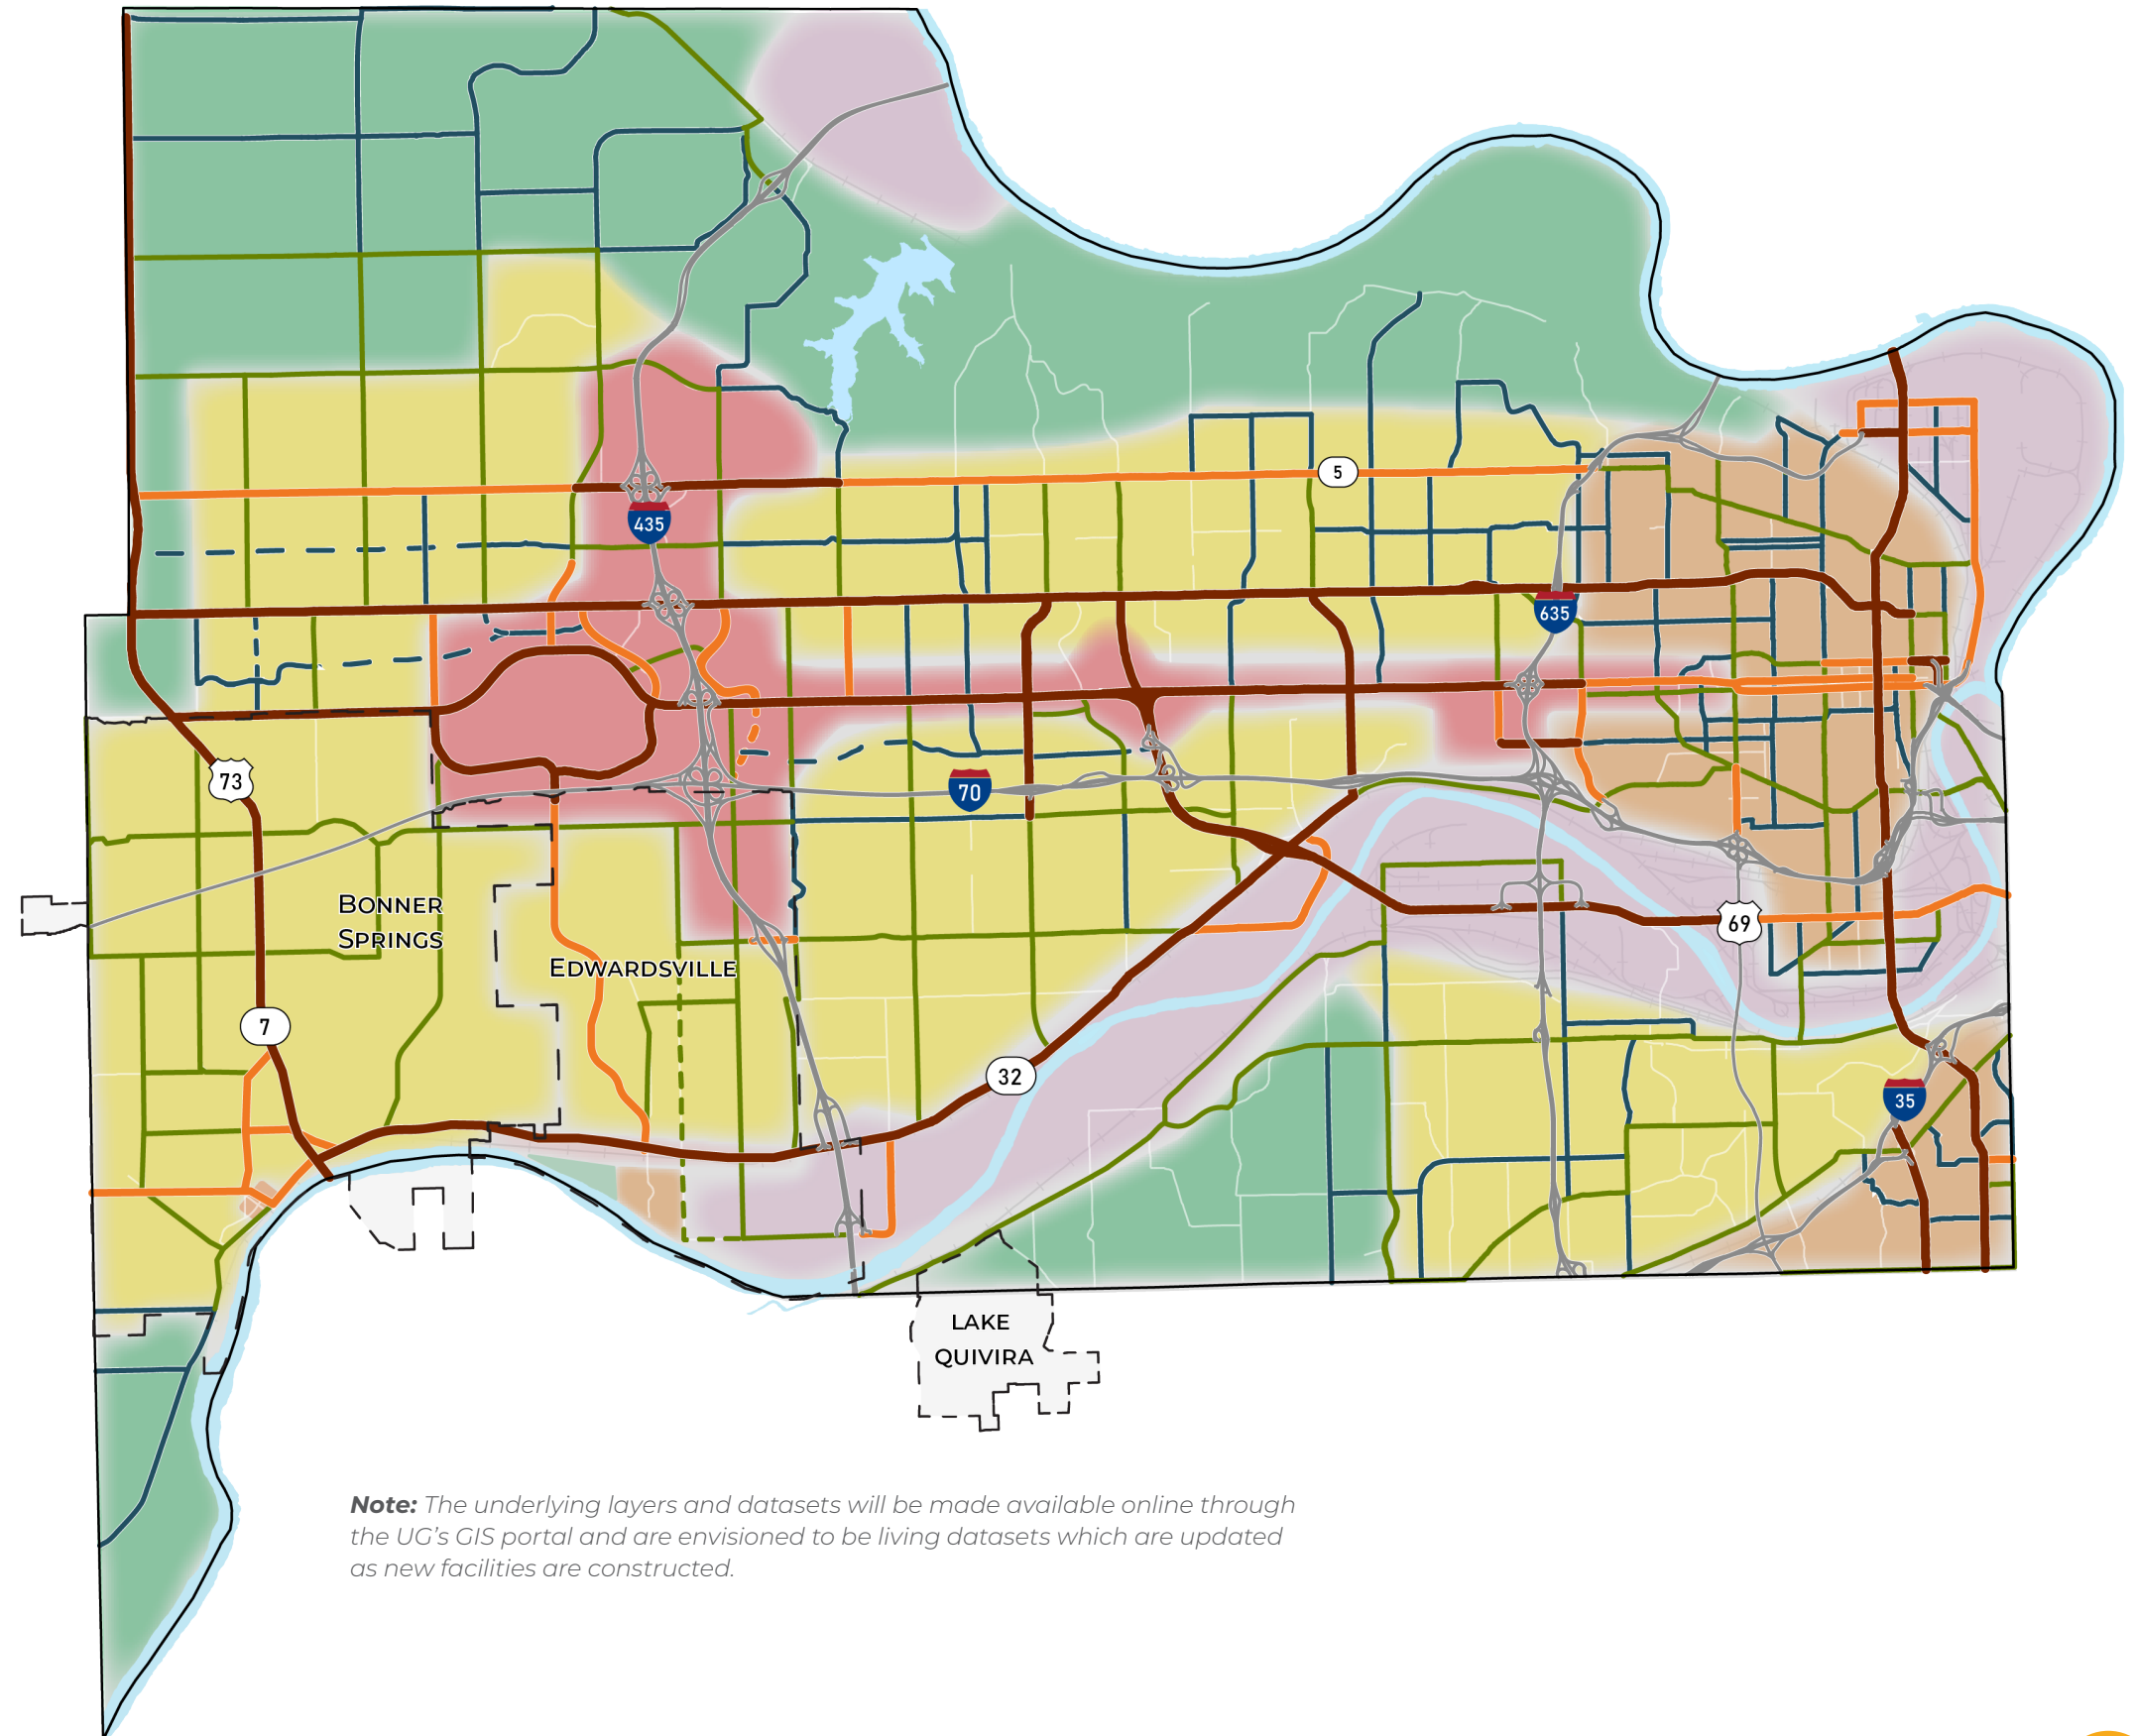 5
435
635
73
70
BONNER
SPRINGS
69
EDWARDSVILLE
7
32
35
LAKE
QUIVIRA
Note: The underlying layers and datasets will be made available online through
the UG’s GIS portal and are envisioned to be living datasets which are updated
as new facilities are constructed.